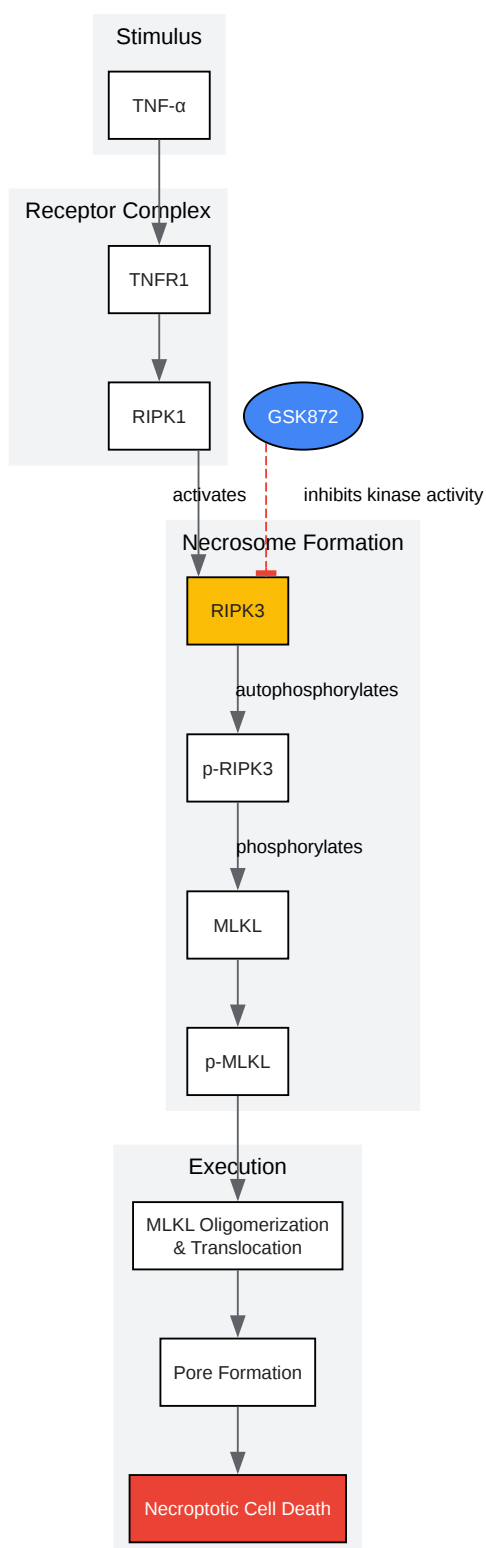 Stimulus
TNF-α
Receptor Complex
TNFR1
RIPK1
GSK872
activates
inhibits kinase activity
Necrosome Formation
RIPK3
autophosphorylates
p-RIPK3
phosphorylates
MLKL
p-MLKL
Execution
MLKL Oligomerization
& Translocation
Pore Formation
Necroptotic Cell Death